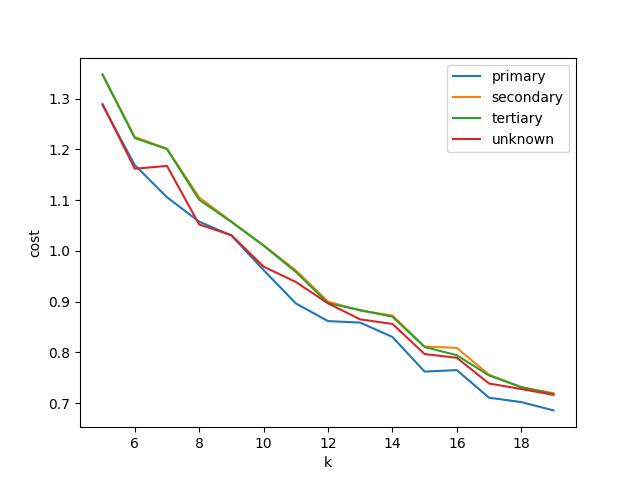 primary
secondary
tertiary
unknown
1.3
1.2
1.1
1.0
0.9
0.8
0.7
cost
6 8 10 12 14 16 18
k